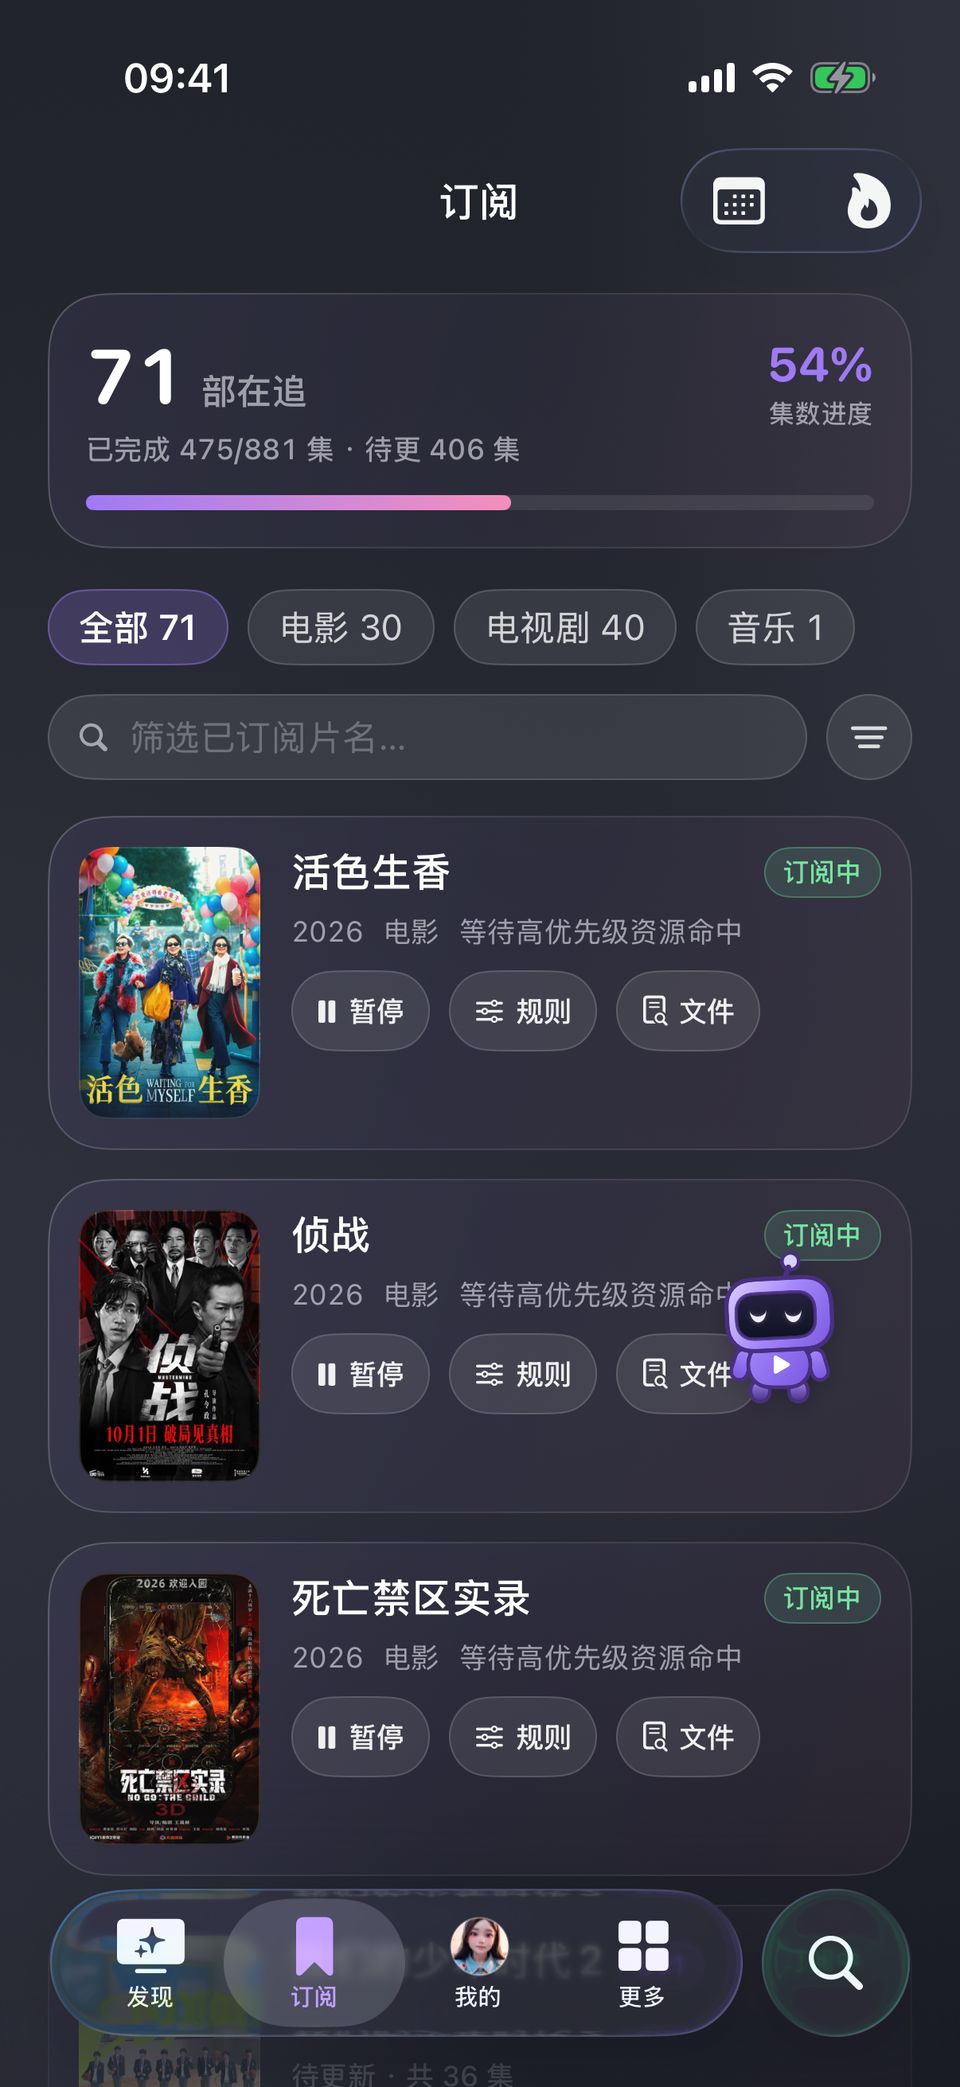 09:41
订阅
71 部在追
54%
集数进度
已完成 475/881 集 · 待更 406 集
全部 71
电影 30
电视剧 40
音乐 1
筛选已订阅片名...
活色生香
订阅中
2026 电影 等待高优先级资源命中
暂停
规则
文件
活色 WAITING FOR MYSELF 生香
侦战
订阅中
2026 电影 等待高优先级资源命
暂停
规则
文件
侦战
MASTERMIND
10月1日 破局见真相
2026 欢迎入园
死亡禁区实录
订阅中
2026 电影 等待高优先级资源命中
暂停
规则
文件
死亡禁区实录
NO GO: THE CHILD
3D
少
时代 2
发现
订阅
我的
更多
待更新 · 共 36 集